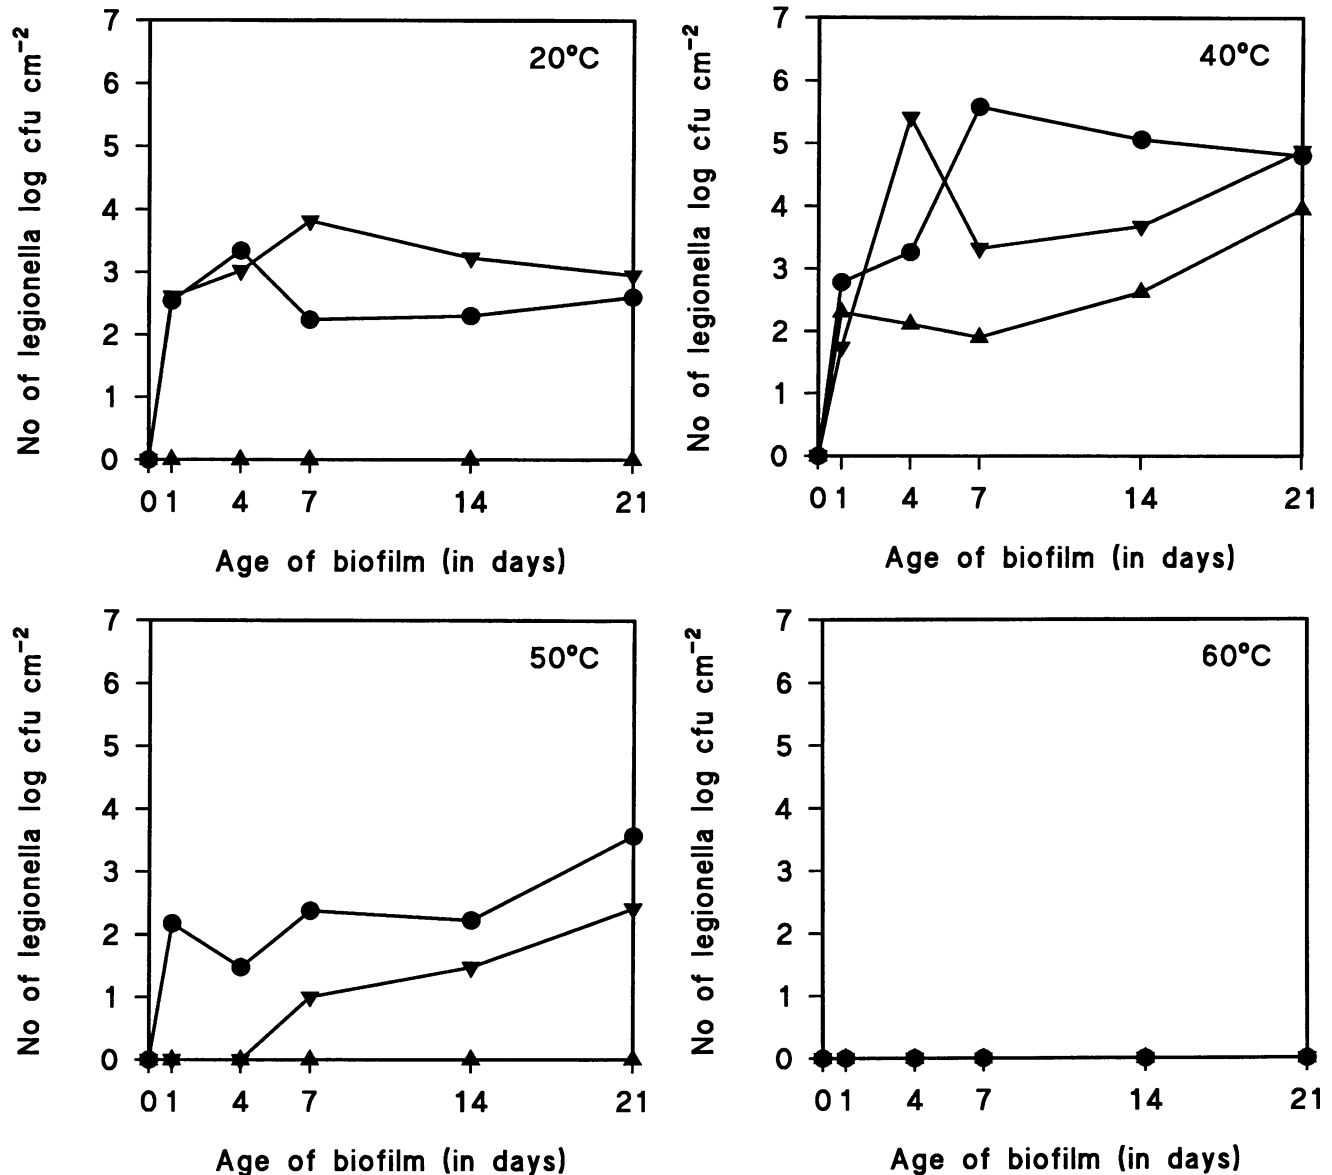 No of legionella log cfu cm⁻²
7
6
5
4
3
2
1
0
20°C
0 1 4 7 14 21
Age of biofilm (in days)
No of legionella log cfu cm⁻²
7
6
5
4
3
2
1
0
40°C
0 1 4 7 14 21
Age of biofilm (in days)
No of legionella log cfu cm⁻²
7
6
5
4
3
2
1
0
50°C
0 1 4 7 14 21
Age of biofilm (in days)
No of legionella log cfu cm⁻²
7
6
5
4
3
2
1
0
60°C
0 1 4 7 14 21
Age of biofilm (in days)